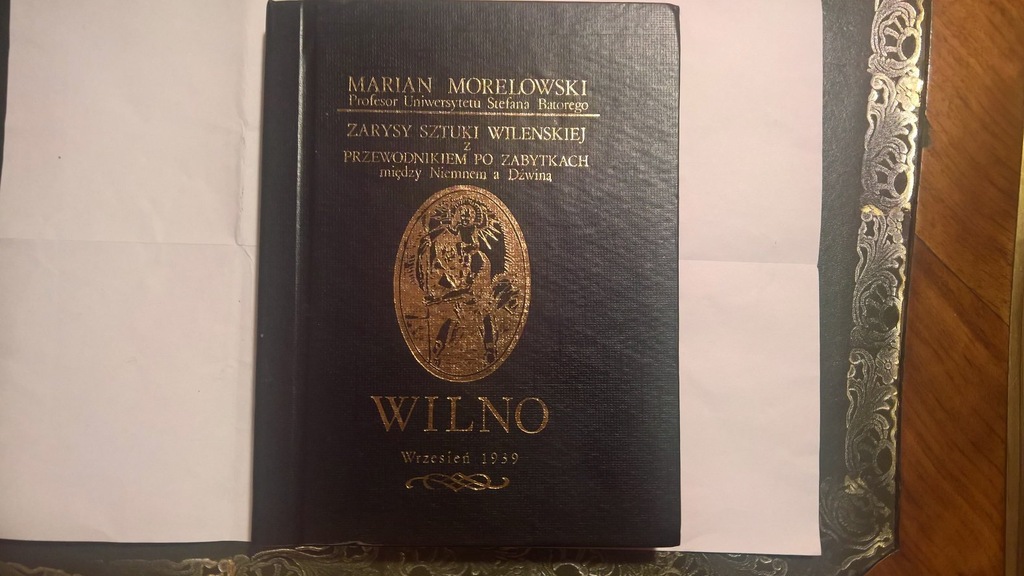 MARIAN MORELOWSKI
Profesor Uniwersytetu Stefana Batorego
ZARYSY SZTUKI WILEŃSKIEJ
z
PRZEWODNIKIEM PO ZABYTKACH
między Niemnem a Dźwiną
WILNO
Wrzesień 1939